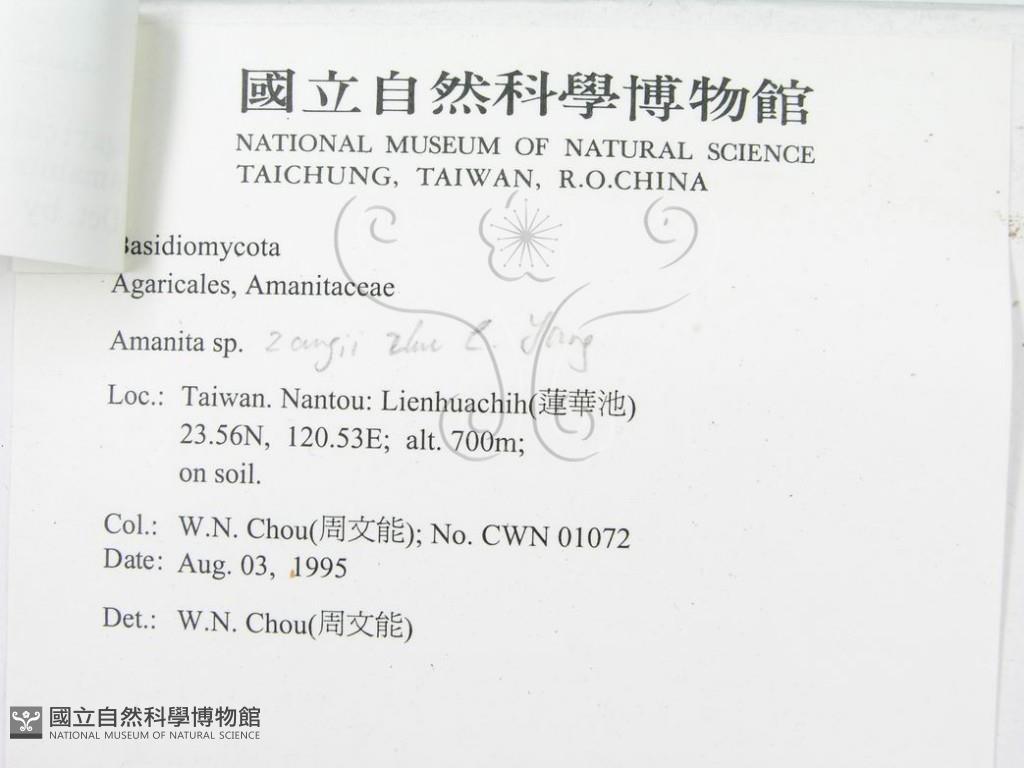 國立自然科學博物館
NATIONAL MUSEUM OF NATURAL SCIENCE
TAICHUNG, TAIWAN, R.O.CHINA
Basidiomycota
Agaricales, Amanitaceae
Amanita sp. zangii zhu L. Yang
Loc.: Taiwan. Nantou: Lienhuachih(蓮華池)
23.56N, 120.53E; alt. 700m;
on soil.
Col.: W.N. Chou(周文能); No. CWN 01072
Date: Aug. 03, 1995
Det.: W.N. Chou(周文能)
國立自然科學博物館
NATIONAL MUSEUM OF NATURAL SCIENCE